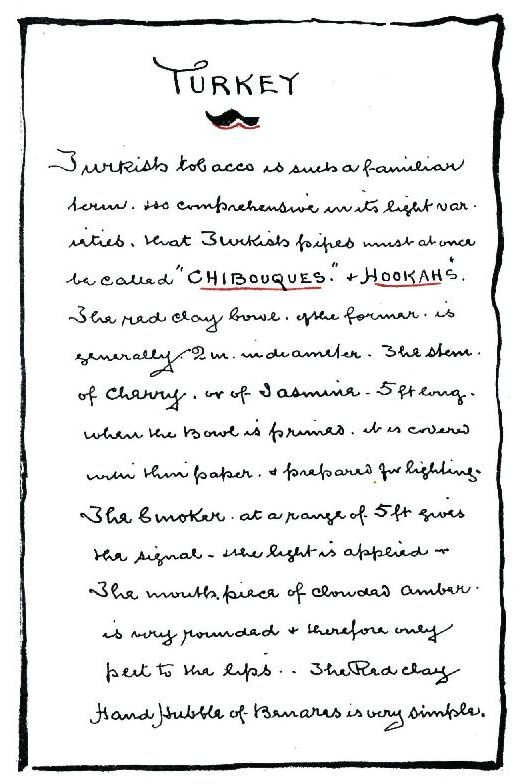 TURKEY
Turkish tobacco is such a familiar
term. so comprehensive in its light var.
ieties. that Turkish pipes must at once
be called "CHIBOUQUES." & HOOKAHS".
The red clay bowl. of the former. is
generally 2 in. in diameter. The stem.
of cherry. or of Jasmine - 5 ft long.
when the Bowl is primed. it is covered
with thin paper. & prepared for lighting.
The Smoker. at a range of 5 ft gives
the signal - the light is applied -
The mouth piece of clouded amber.
is very rounded & therefore only
put to the lips.. The Red clay
Hand Hubble of Benares is very simple.